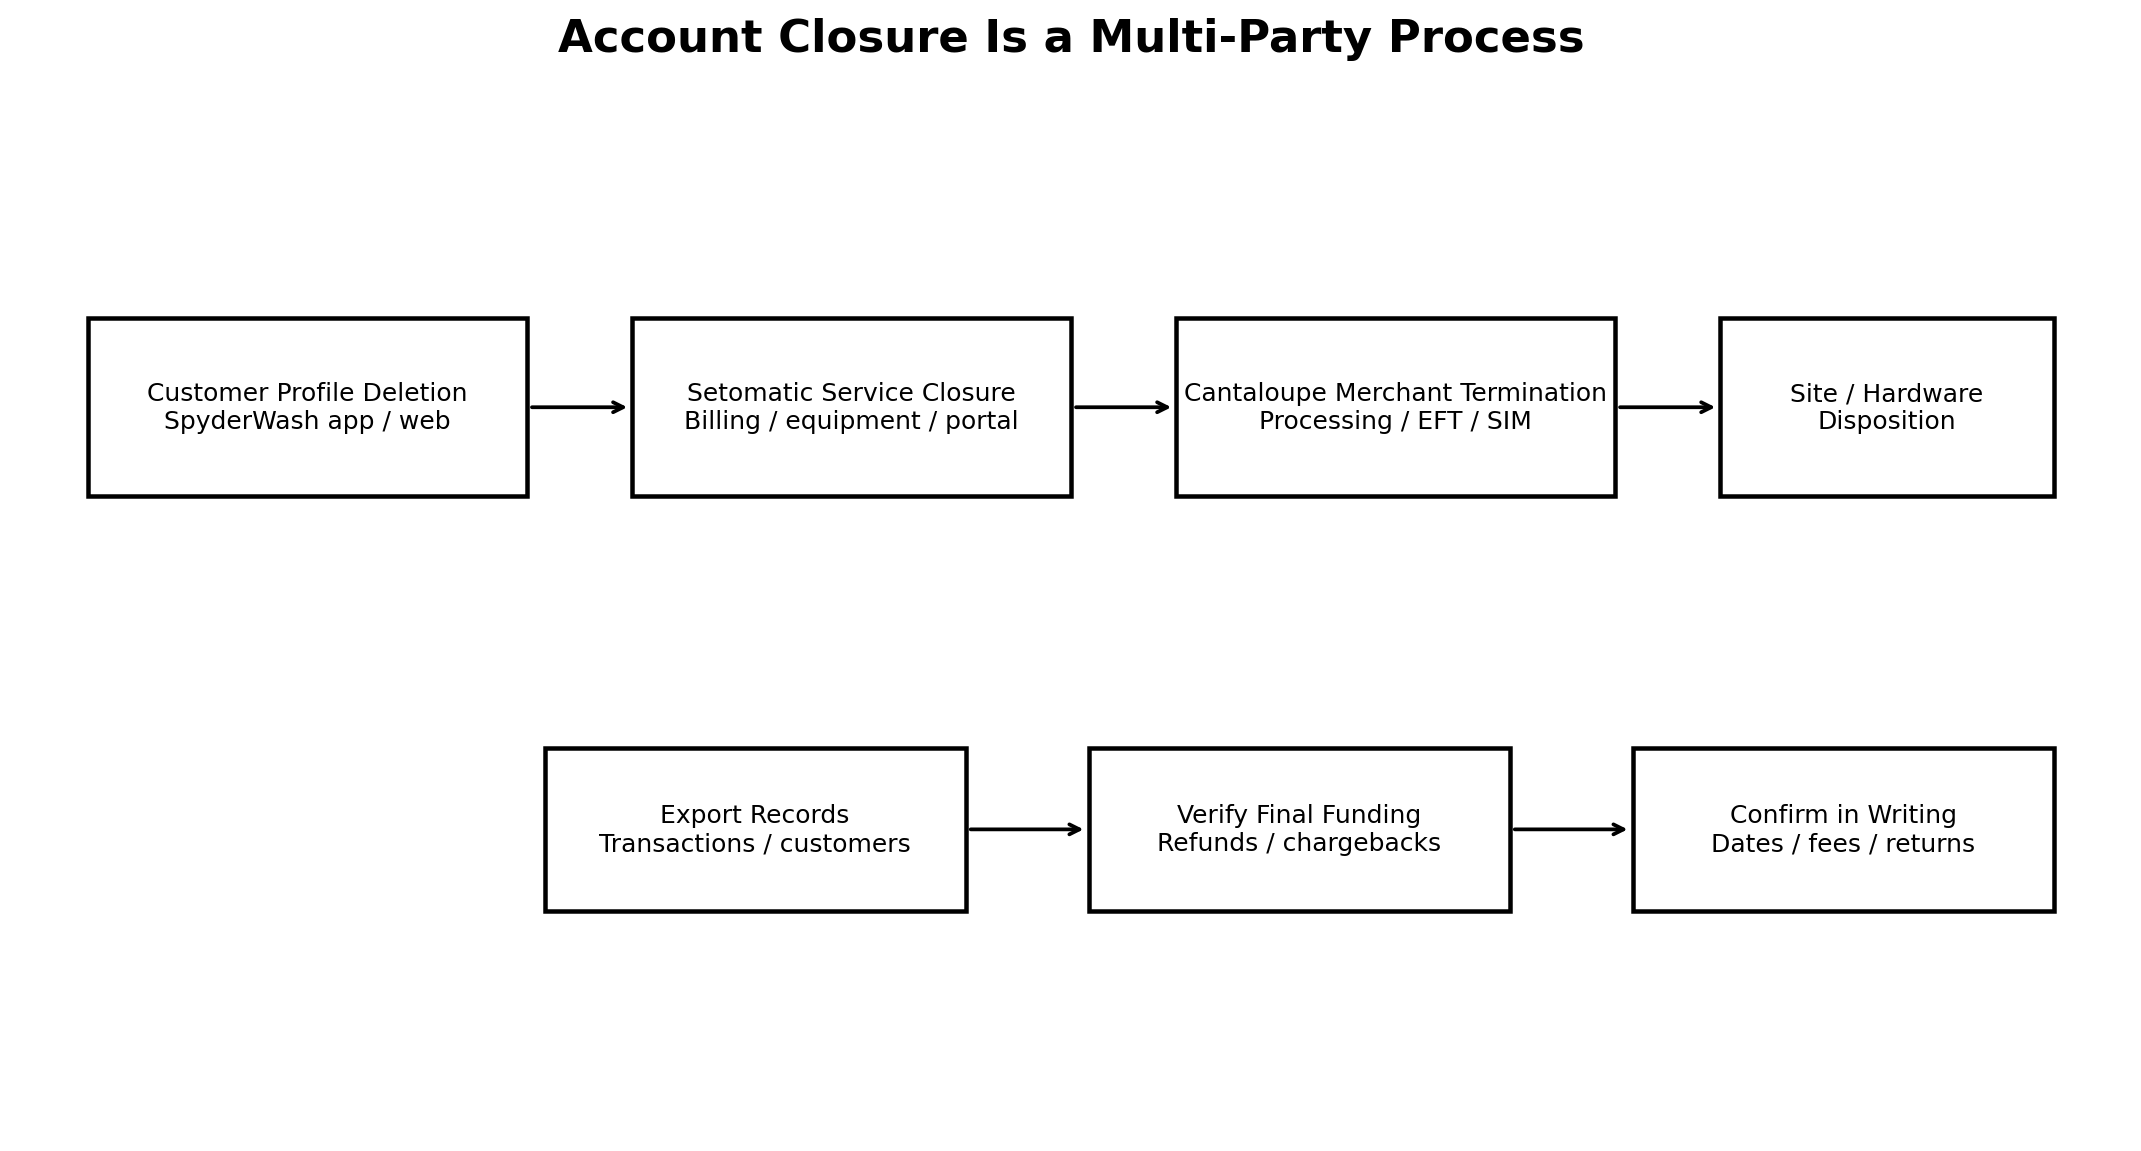 Account Closure Is a Multi-Party Process
Customer Profile Deletion
SpyderWash app / web
Setomatic Service Closure
Billing / equipment / portal
Cantaloupe Merchant Termination
Processing / EFT / SIM
Site / Hardware
Disposition
Export Records
Transactions / customers
Verify Final Funding
Refunds / chargebacks
Confirm in Writing
Dates / fees / returns